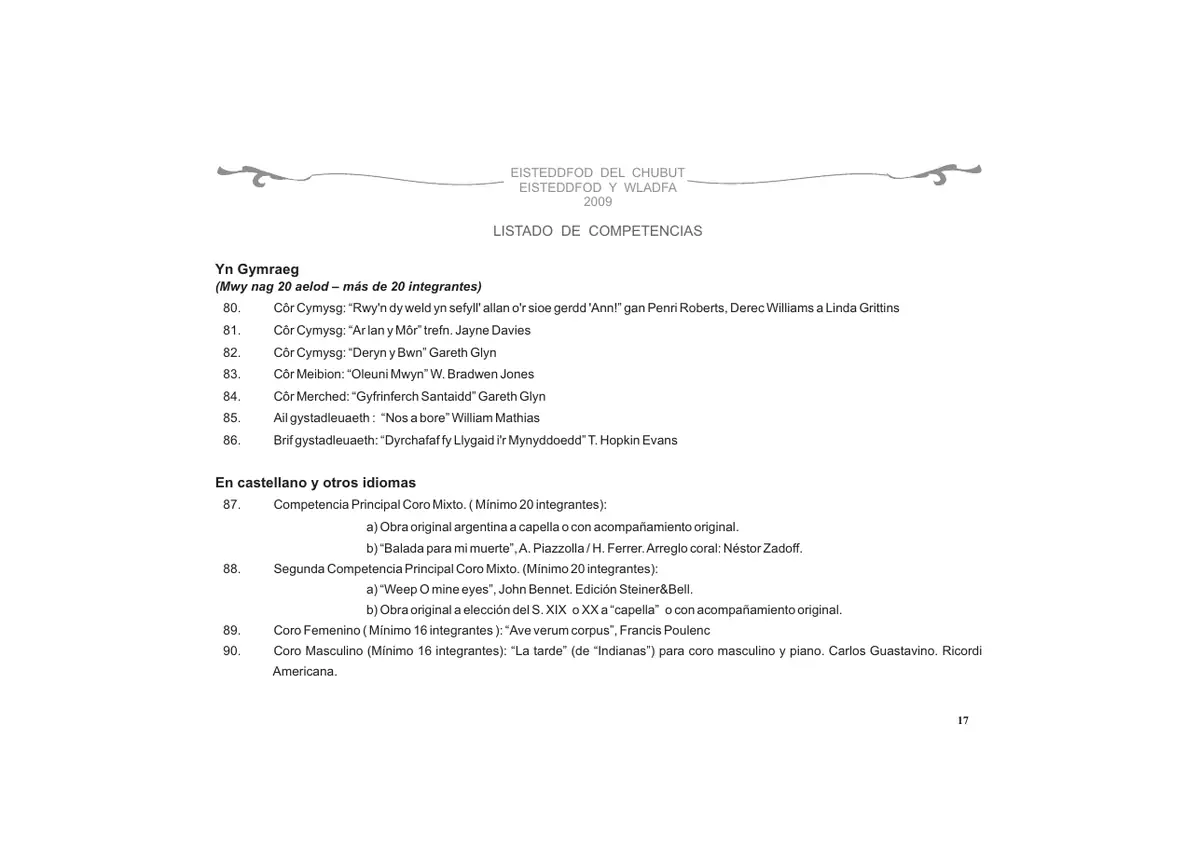 EISTEDDFOD DEL CHUBUT
EISTEDDFOD Y WLADFA
2009
LISTADO DE COMPETENCIAS
Yn Gymraeg
(Mwy nag 20 aelod – más de 20 integrantes)
80. Côr Cymysg: “Rwy'n dy weld yn sefyll' allan o'r sioe gerdd 'Ann!” gan Penri Roberts, Derec Williams a Linda Grittins
81. Côr Cymysg: “Ar lan y Môr” trefn. Jayne Davies
82. Côr Cymysg: “Deryn y Bwn” Gareth Glyn
83. Côr Meibion: “Oleuni Mwyn” W. Bradwen Jones
84. Côr Merched: “Gyfrinferch Santaidd” Gareth Glyn
85. Ail gystadleuaeth : “Nos a bore” William Mathias
86. Brif gystadleuaeth: “Dyrchafaf fy Llygaid i'r Mynyddoedd” T. Hopkin Evans
En castellano y otros idiomas
87. Competencia Principal Coro Mixto. ( Mínimo 20 integrantes):
a) Obra original argentina a capella o con acompañamiento original.
b) “Balada para mi muerte”, A. Piazzolla / H. Ferrer. Arreglo coral: Néstor Zadoff.
88. Segunda Competencia Principal Coro Mixto. (Mínimo 20 integrantes):
a) “Weep O mine eyes”, John Bennet. Edición Steiner&Bell.
b) Obra original a elección del S. XIX o XX a “capella” o con acompañamiento original.
89. Coro Femenino ( Mínimo 16 integrantes ): “Ave verum corpus”, Francis Poulenc
90. Coro Masculino (Mínimo 16 integrantes): “La tarde” (de “Indianas”) para coro masculino y piano. Carlos Guastavino. Ricordi
Americana.
17